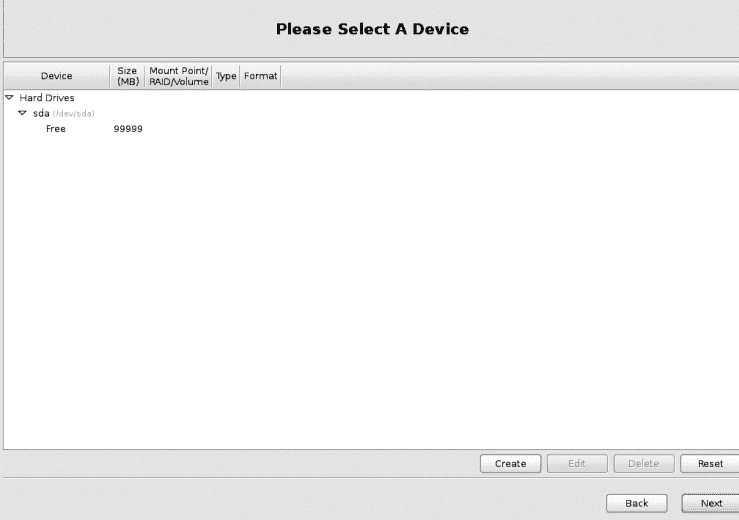 Please Select A Device
Device Size (MB) Mount Point/ RAID/Volume Type Format
Hard Drives
sda (/dev/sda)
Free 99999
Create Edit Delete Reset
Back Next